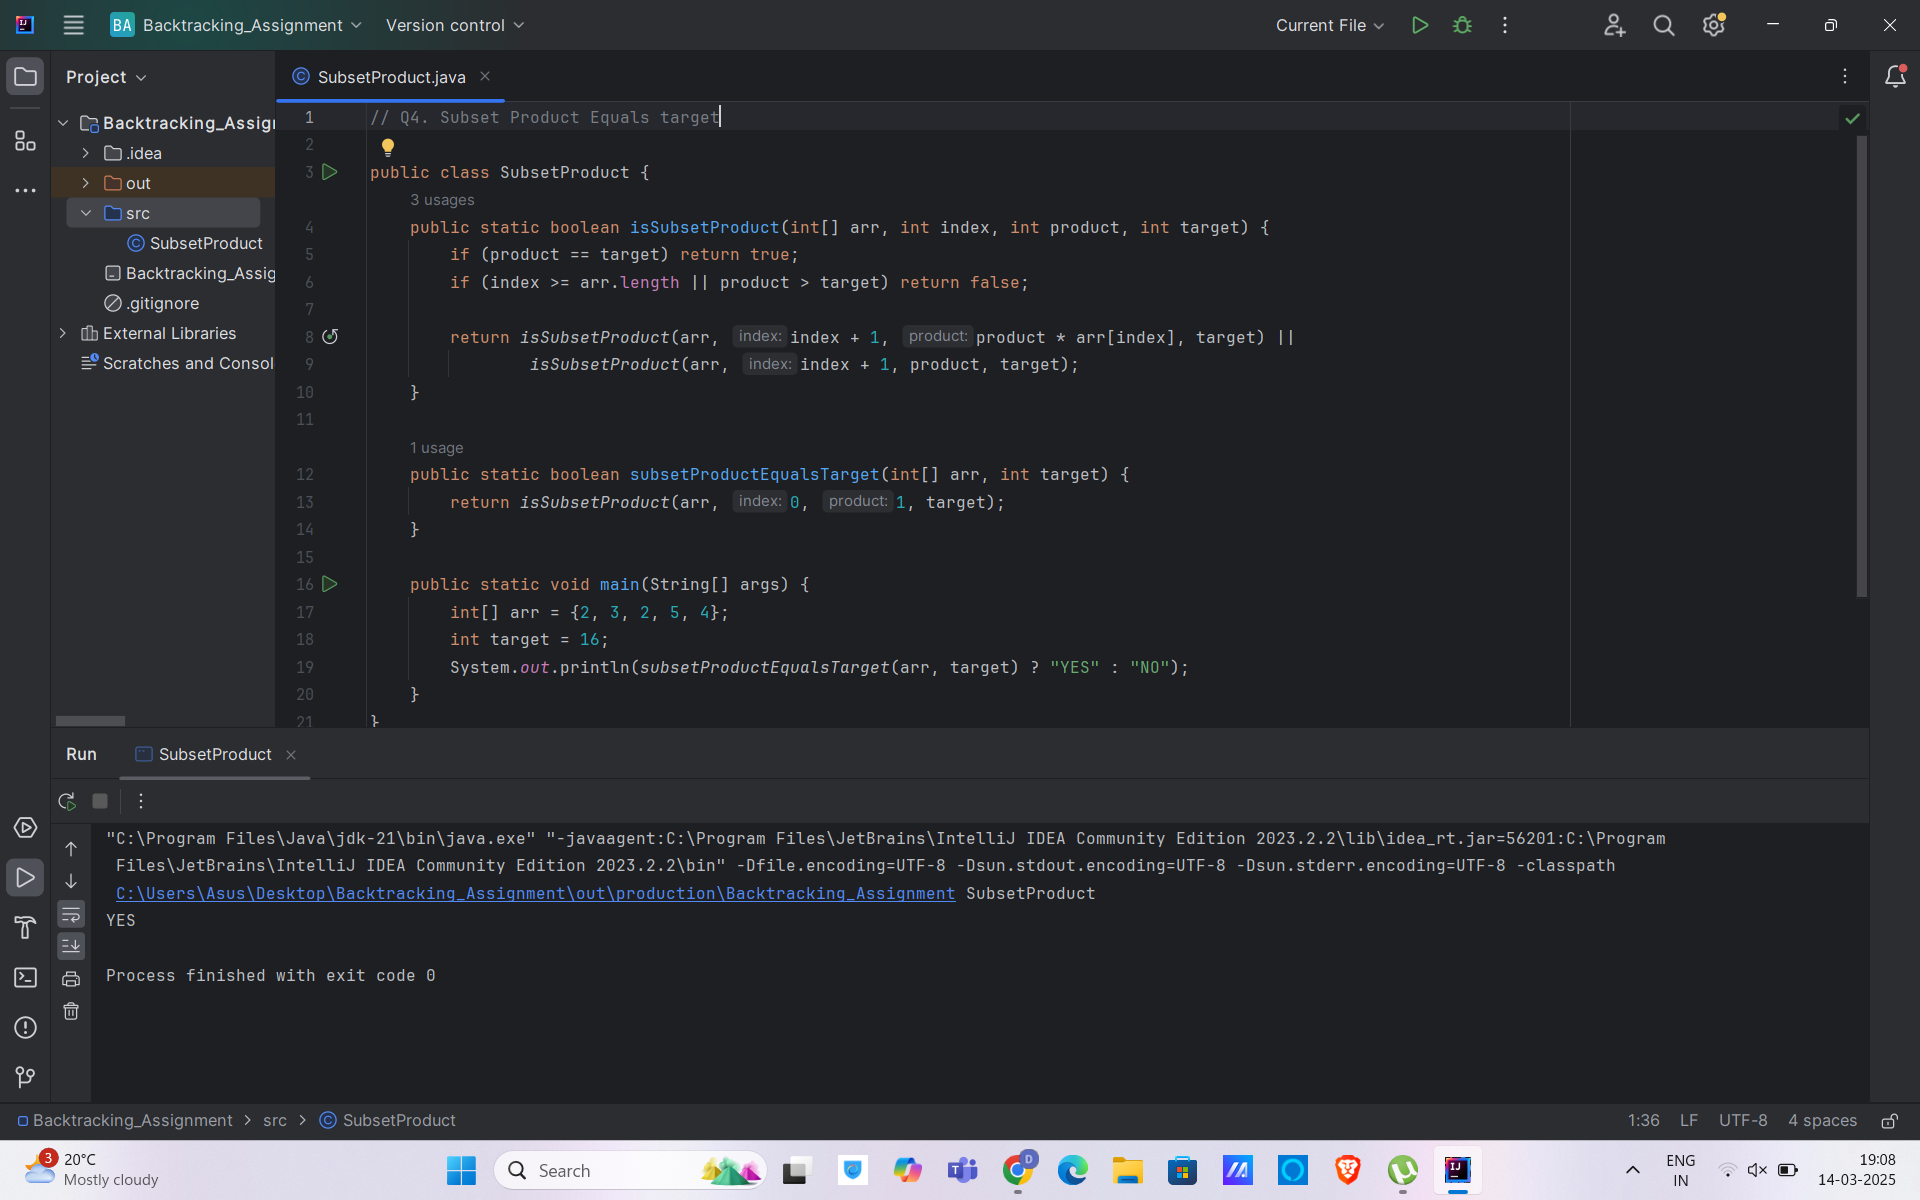 BA Backtracking_Assignment Version control Current File
Project SubsetProduct.java
Backtracking_Assign
.idea
out
src
SubsetProduct
Backtracking_Assig
.gitignore
External Libraries
Scratches and Consol
1 // Q4. Subset Product Equals target
2
3 public class SubsetProduct {
3 usages
4 public static boolean isSubsetProduct(int[] arr, int index, int product, int target) {
5 if (product == target) return true;
6 if (index >= arr.length || product > target) return false;
7
8 return isSubsetProduct(arr, index: index + 1, product: product * arr[index], target) ||
9 isSubsetProduct(arr, index: index + 1, product, target);
10 }
11
1 usage
12 public static boolean subsetProductEqualsTarget(int[] arr, int target) {
13 return isSubsetProduct(arr, index: 0, product: 1, target);
14 }
15
16 public static void main(String[] args) {
17 int[] arr = {2, 3, 2, 5, 4};
18 int target = 16;
19 System.out.println(subsetProductEqualsTarget(arr, target) ? "YES" : "NO");
20 }
21 }
Run SubsetProduct
"C:\Program Files\Java\jdk-21\bin\java.exe" "-javaagent:C:\Program Files\JetBrains\IntelliJ IDEA Community Edition 2023.2.2\lib\idea_rt.jar=56201:C:\Program
Files\JetBrains\IntelliJ IDEA Community Edition 2023.2.2\bin" -Dfile.encoding=UTF-8 -Dsun.stdout.encoding=UTF-8 -Dsun.stderr.encoding=UTF-8 -classpath
C:\Users\Asus\Desktop\Backtracking_Assignment\out\production\Backtracking_Assignment SubsetProduct
YES
Process finished with exit code 0
Backtracking_Assignment > src > SubsetProduct 1:36 LF UTF-8 4 spaces
3 20°C
Mostly cloudy
Search
D
ENG
IN
19:08
14-03-2025